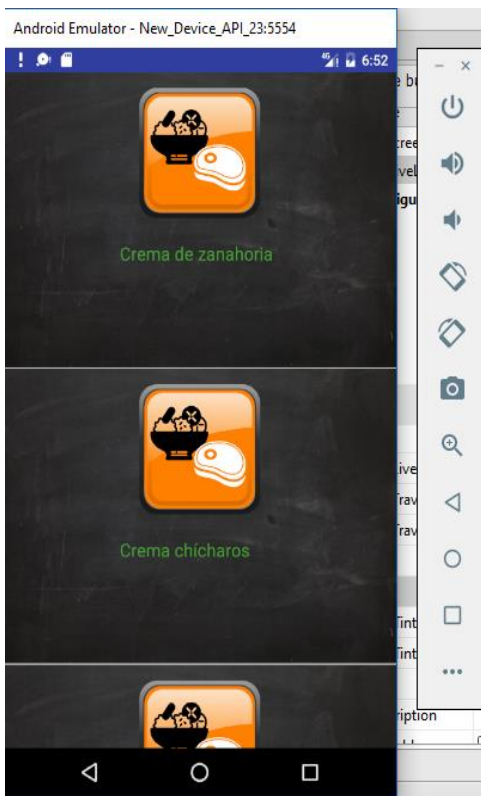 Android Emulator - New_Device_API_23:5554
6:52
Crema de zanahoria
Crema chícharos